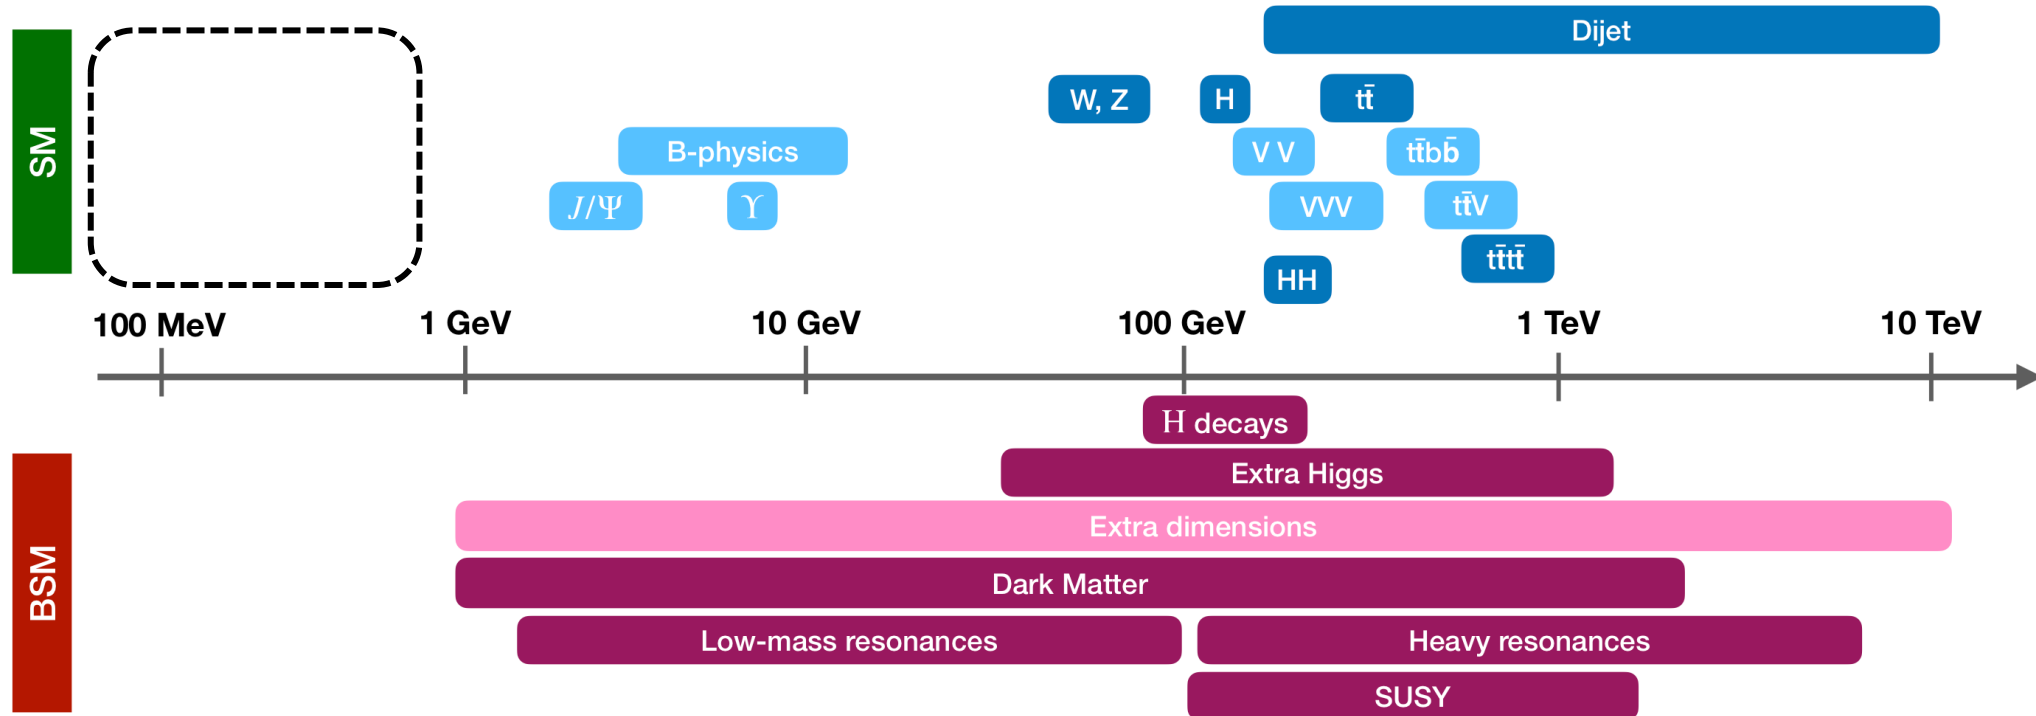 SM
Dijet
W, Z
H
tt̄
B-physics
V V
tt̄bb̄
J/Ψ
ϒ
VVV
tt̄V
tt̄tt̄
HH
100 MeV
1 GeV
10 GeV
100 GeV
1 TeV
10 TeV
BSM
H decays
Extra Higgs
Extra dimensions
Dark Matter
Low-mass resonances
Heavy resonances
SUSY